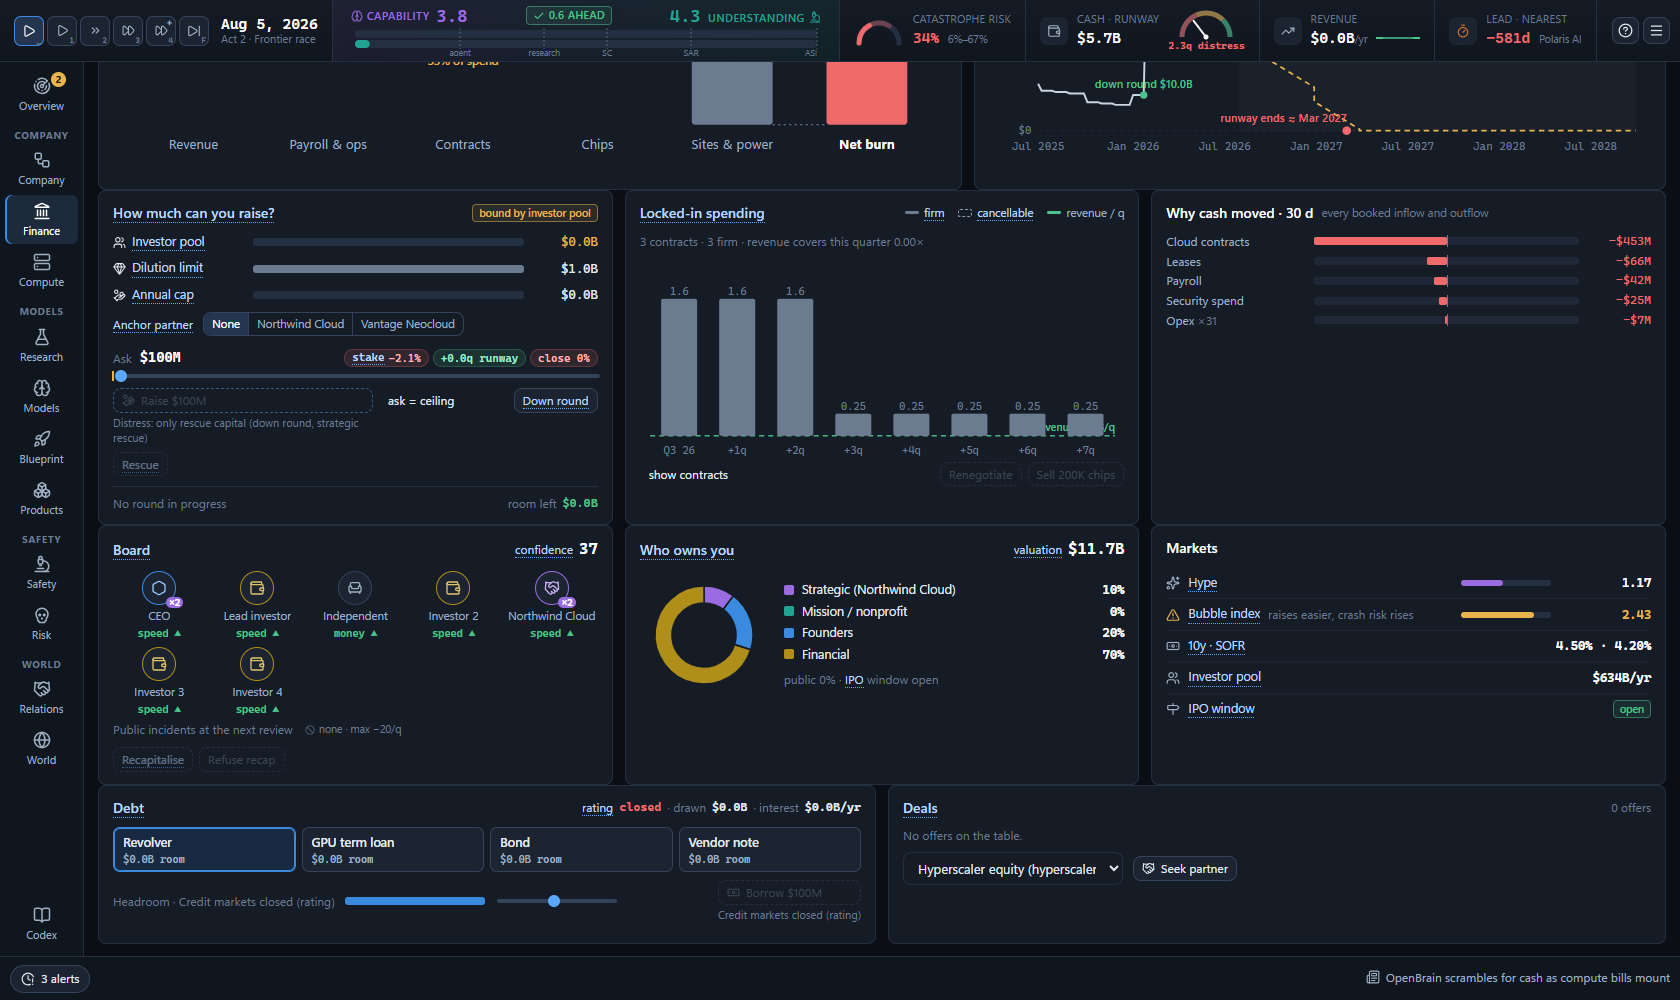 Aug 5, 2026
Act 2 · Frontier race
1
2
3
4
F
CAPABILITY 3.8
0.6 AHEAD
4.3 UNDERSTANDING
agent
research
SC
SAR
ASI
CATASTROPHE RISK
34% 6%–67%
CASH · RUNWAY
$5.7B
2.3q distress
REVENUE
$0.0B/yr
LEAD · NEAREST
−581d Polaris AI
2
Overview
COMPANY
Company
Finance
Compute
MODELS
Research
Models
Blueprint
Products
SAFETY
Safety
Risk
WORLD
Relations
World
Codex
Revenue
Payroll & ops
Contracts
Chips
Sites & power
Net burn
down round $10.0B
runway ends ≈ Mar 2027
$0
Jul 2025
Jan 2026
Jul 2026
Jan 2027
Jul 2027
Jan 2028
Jul 2028
How much can you raise?
bound by investor pool
Investor pool $0.0B
Dilution limit $1.0B
Annual cap $0.0B
Anchor partner None Northwind Cloud Vantage Neocloud
Ask $100M
stake −2.1%
+0.0q runway
close 0%
Raise $100M
ask = ceiling
Down round
Distress: only rescue capital (down round, strategic
rescue)
Rescue
No round in progress
room left $0.0B
Locked-in spending
firm
cancellable
revenue / q
3 contracts · 3 firm · revenue covers this quarter 0.00×
1.6 1.6 1.6 0.25 0.25 0.25 0.25 0.25
/q
Q3 26 +1q +2q +3q +4q +5q +6q +7q
show contracts
Renegotiate
Sell 200K chips
Why cash moved · 30 d every booked inflow and outflow
Cloud contracts −$453M
Leases −$66M
Payroll −$42M
Security spend −$25M
Opex ×31 −$7M
Board
confidence 37
×2
×2
CEO
speed ▲
Lead investor
speed ▲
Independent
money ▲
Investor 2
speed ▲
Northwind Cloud
speed ▲
Investor 3
speed ▲
Investor 4
speed ▲
Public incidents at the next review none · max −20/q
Recapitalise
Refuse recap
Who owns you
valuation $11.7B
Strategic (Northwind Cloud) 10%
Mission / nonprofit 0%
Founders 20%
Financial 70%
public 0% · IPO window open
Markets
Hype 1.17
Bubble index raises easier, crash risk rises 2.43
10y · SOFR 4.50% · 4.20%
Investor pool $634B/yr
IPO window open
Debt
rating closed · drawn $0.0B · interest $0.0B/yr
Revolver
$0.0B room
GPU term loan
$0.0B room
Bond
$0.0B room
Vendor note
$0.0B room
Headroom · Credit markets closed (rating)
Borrow $100M
Credit markets closed (rating)
Deals
0 offers
No offers on the table.
Hyperscaler equity (hyperscaler
Seek partner
3 alerts
OpenBrain scrambles for cash as compute bills mount